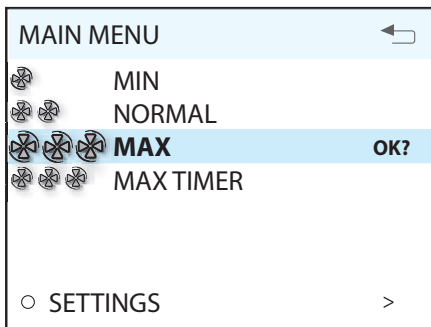 MAIN MENU
MIN
NORMAL
MAX OK?
MAX TIMER
SETTINGS >